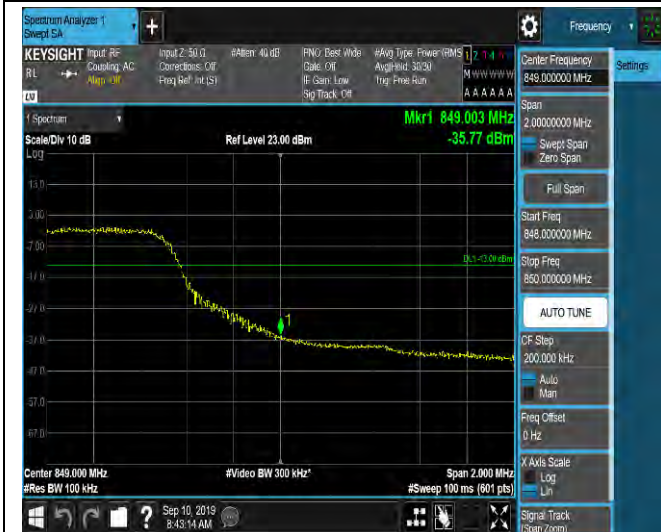 Spectrum Analyzer 1
Swept SA
+
Frequency
KEYSIGHT
RL
Input: RF
Coupling: AC
Align: Off
Input Z: 50 Ω
Corrections: Off
Freq Ref: Int (S)
#Atten: 40 dB
PNO: Best Wide
Gate: Off
IF Gain: Low
Sig Track: Off
#Avg Type: Power (RMS
Avg|Hold: 30/30
Trig: Free Run
M W W W W W
A A A A A A
LV
1 Spectrum
Scale/Div 10 dB
Log
Ref Level 23.00 dBm
Mkr1 849.003 MHz
-35.77 dBm
13.0
3.00
-7.00
-17.0
-27.0
-37.0
-47.0
-57.0
-67.0
DL1 -13.00 dBm
1
Center 849.000 MHz
#Res BW 100 kHz
#Video BW 300 kHz*
Span 2.000 MHz
#Sweep 100 ms (601 pts)
Sep 10, 2019
8:43:14 AM
?
Center Frequency
849.000000 MHz
Settings
Span
2.00000000 MHz
Swept Span
Zero Span
Full Span
Start Freq
848.000000 MHz
Stop Freq
850.000000 MHz
AUTO TUNE
CF Step
200.000 kHz
Auto
Man
Freq Offset
0 Hz
X Axis Scale
Log
Lin
Signal Track
(Span Zoom)